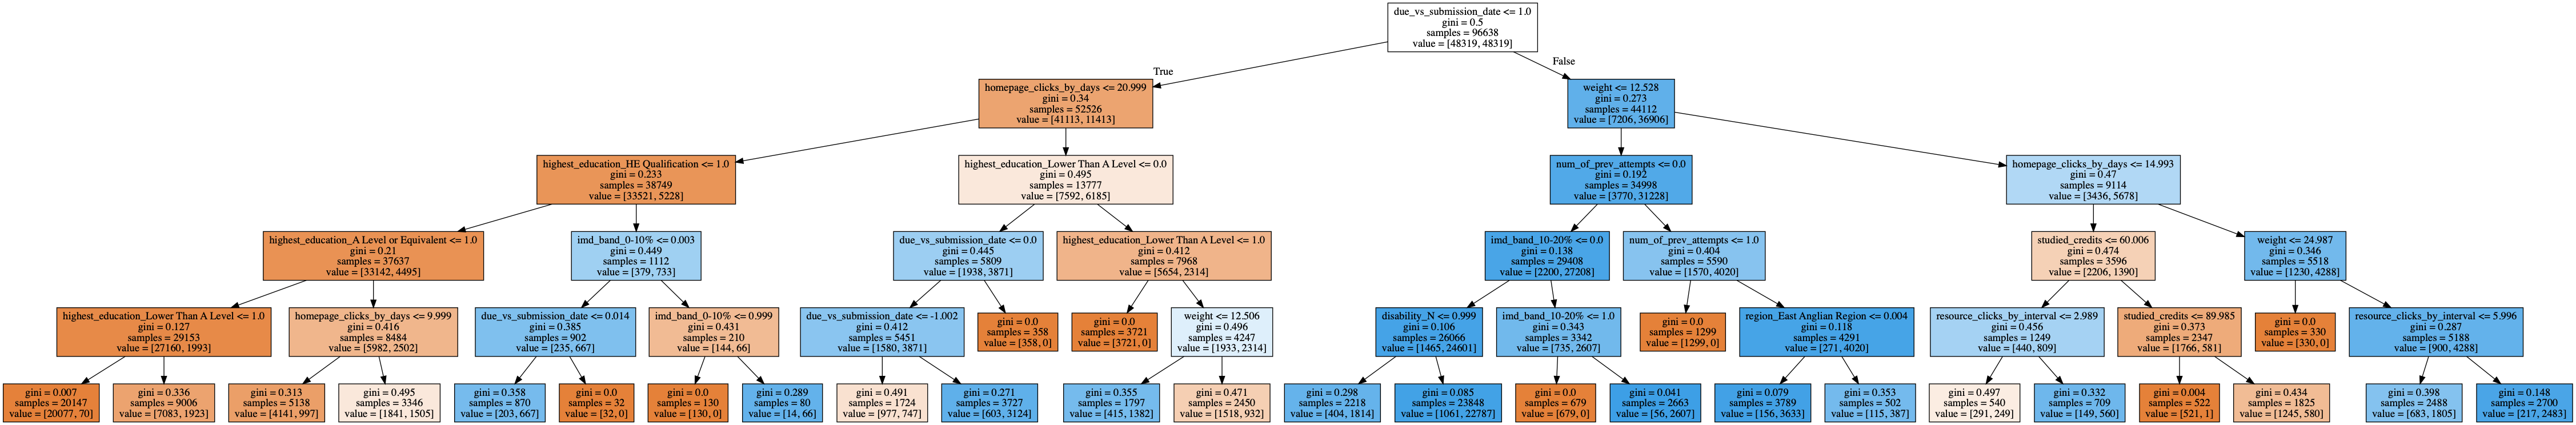 due_vs_submission_date <= 1.0
gini = 0.5
samples = 96638
value = [48319, 48319]
True
False
homepage_clicks_by_days <= 20.999
gini = 0.34
samples = 52526
value = [41113, 11413]
weight <= 12.528
gini = 0.273
samples = 44112
value = [7206, 36906]
highest_education_HE Qualification <= 1.0
gini = 0.233
samples = 38749
value = [33521, 5228]
highest_education_Lower Than A Level <= 0.0
gini = 0.495
samples = 13777
value = [7592, 6185]
num_of_prev_attempts <= 0.0
gini = 0.192
samples = 34998
value = [3770, 31228]
homepage_clicks_by_days <= 14.993
gini = 0.47
samples = 9114
value = [3436, 5678]
highest_education_A Level or Equivalent <= 1.0
gini = 0.21
samples = 37637
value = [33142, 4495]
imd_band_0-10% <= 0.003
gini = 0.449
samples = 1112
value = [379, 733]
due_vs_submission_date <= 0.0
gini = 0.445
samples = 5809
value = [1938, 3871]
highest_education_Lower Than A Level <= 1.0
gini = 0.412
samples = 7968
value = [5654, 2314]
imd_band_10-20% <= 0.0
gini = 0.138
samples = 29408
value = [2200, 27208]
num_of_prev_attempts <= 1.0
gini = 0.404
samples = 5590
value = [1570, 4020]
studied_credits <= 60.006
gini = 0.474
samples = 3596
value = [2206, 1390]
weight <= 24.987
gini = 0.346
samples = 5518
value = [1230, 4288]
highest_education_Lower Than A Level <= 1.0
gini = 0.127
samples = 29153
value = [27160, 1993]
homepage_clicks_by_days <= 9.999
gini = 0.416
samples = 8484
value = [5982, 2502]
due_vs_submission_date <= 0.014
gini = 0.385
samples = 902
value = [235, 667]
imd_band_0-10% <= 0.999
gini = 0.431
samples = 210
value = [144, 66]
due_vs_submission_date <= -1.002
gini = 0.412
samples = 5451
value = [1580, 3871]
gini = 0.0
samples = 358
value = [358, 0]
gini = 0.0
samples = 3721
value = [3721, 0]
weight <= 12.506
gini = 0.496
samples = 4247
value = [1933, 2314]
disability_N <= 0.999
gini = 0.106
samples = 26066
value = [1465, 24601]
imd_band_10-20% <= 1.0
gini = 0.343
samples = 3342
value = [735, 2607]
gini = 0.0
samples = 1299
value = [1299, 0]
region_East Anglian Region <= 0.004
gini = 0.118
samples = 4291
value = [271, 4020]
resource_clicks_by_interval <= 2.989
gini = 0.456
samples = 1249
value = [440, 809]
studied_credits <= 89.985
gini = 0.373
samples = 2347
value = [1766, 581]
gini = 0.0
samples = 330
value = [330, 0]
resource_clicks_by_interval <= 5.996
gini = 0.287
samples = 5188
value = [900, 4288]
gini = 0.007
samples = 20147
value = [20077, 70]
gini = 0.336
samples = 9006
value = [7083, 1923]
gini = 0.313
samples = 5138
value = [4141, 997]
gini = 0.495
samples = 3346
value = [1841, 1505]
gini = 0.358
samples = 870
value = [203, 667]
gini = 0.0
samples = 32
value = [32, 0]
gini = 0.0
samples = 130
value = [130, 0]
gini = 0.289
samples = 80
value = [14, 66]
gini = 0.491
samples = 1724
value = [977, 747]
gini = 0.271
samples = 3727
value = [603, 3124]
gini = 0.355
samples = 1797
value = [415, 1382]
gini = 0.471
samples = 2450
value = [1518, 932]
gini = 0.298
samples = 2218
value = [404, 1814]
gini = 0.085
samples = 23848
value = [1061, 22787]
gini = 0.0
samples = 679
value = [679, 0]
gini = 0.041
samples = 2663
value = [56, 2607]
gini = 0.079
samples = 3789
value = [156, 3633]
gini = 0.353
samples = 502
value = [115, 387]
gini = 0.497
samples = 540
value = [291, 249]
gini = 0.332
samples = 709
value = [149, 560]
gini = 0.004
samples = 522
value = [521, 1]
gini = 0.434
samples = 1825
value = [1245, 580]
gini = 0.398
samples = 2488
value = [683, 1805]
gini = 0.148
samples = 2700
value = [217, 2483]